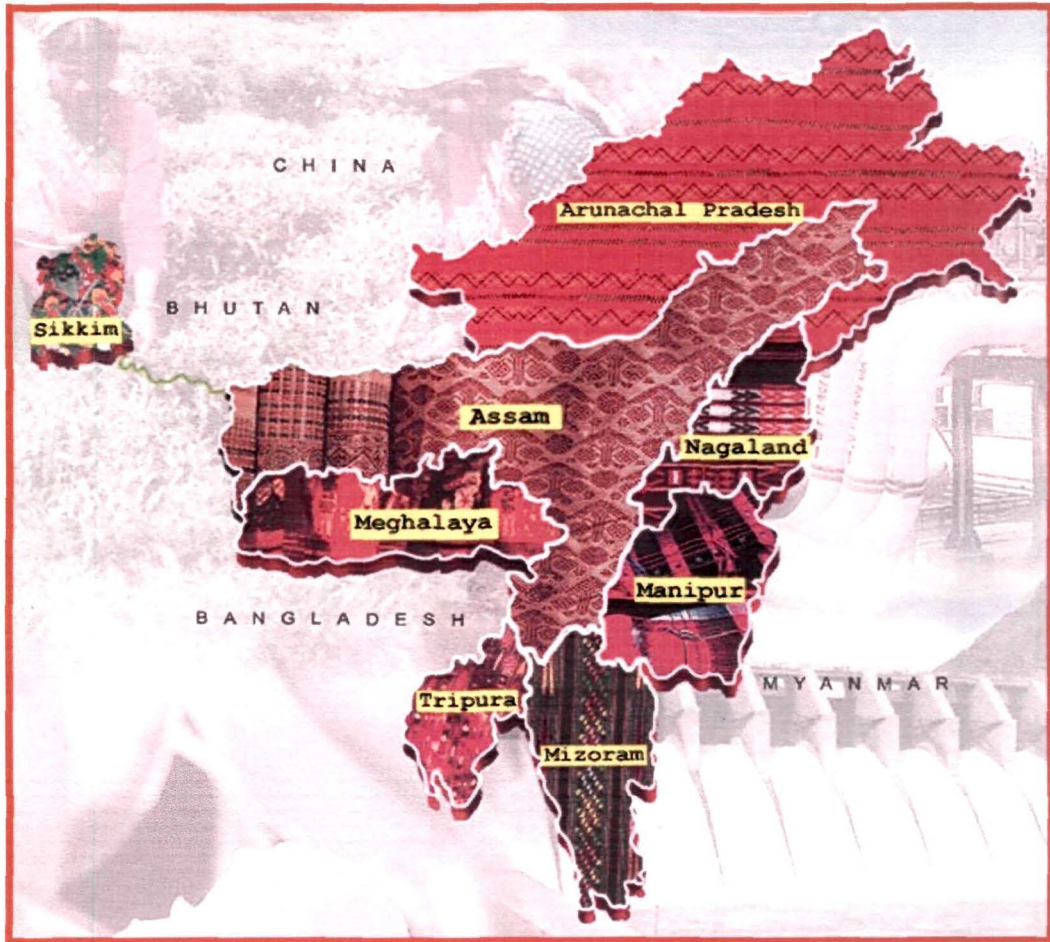 CHINA
Arunachal Pradesh
BHUTAN
Sikkim
Assam
Nagaland
Meghalaya
Manipur
BANGLADESH
MYANMAR
Tripura
Mizoram